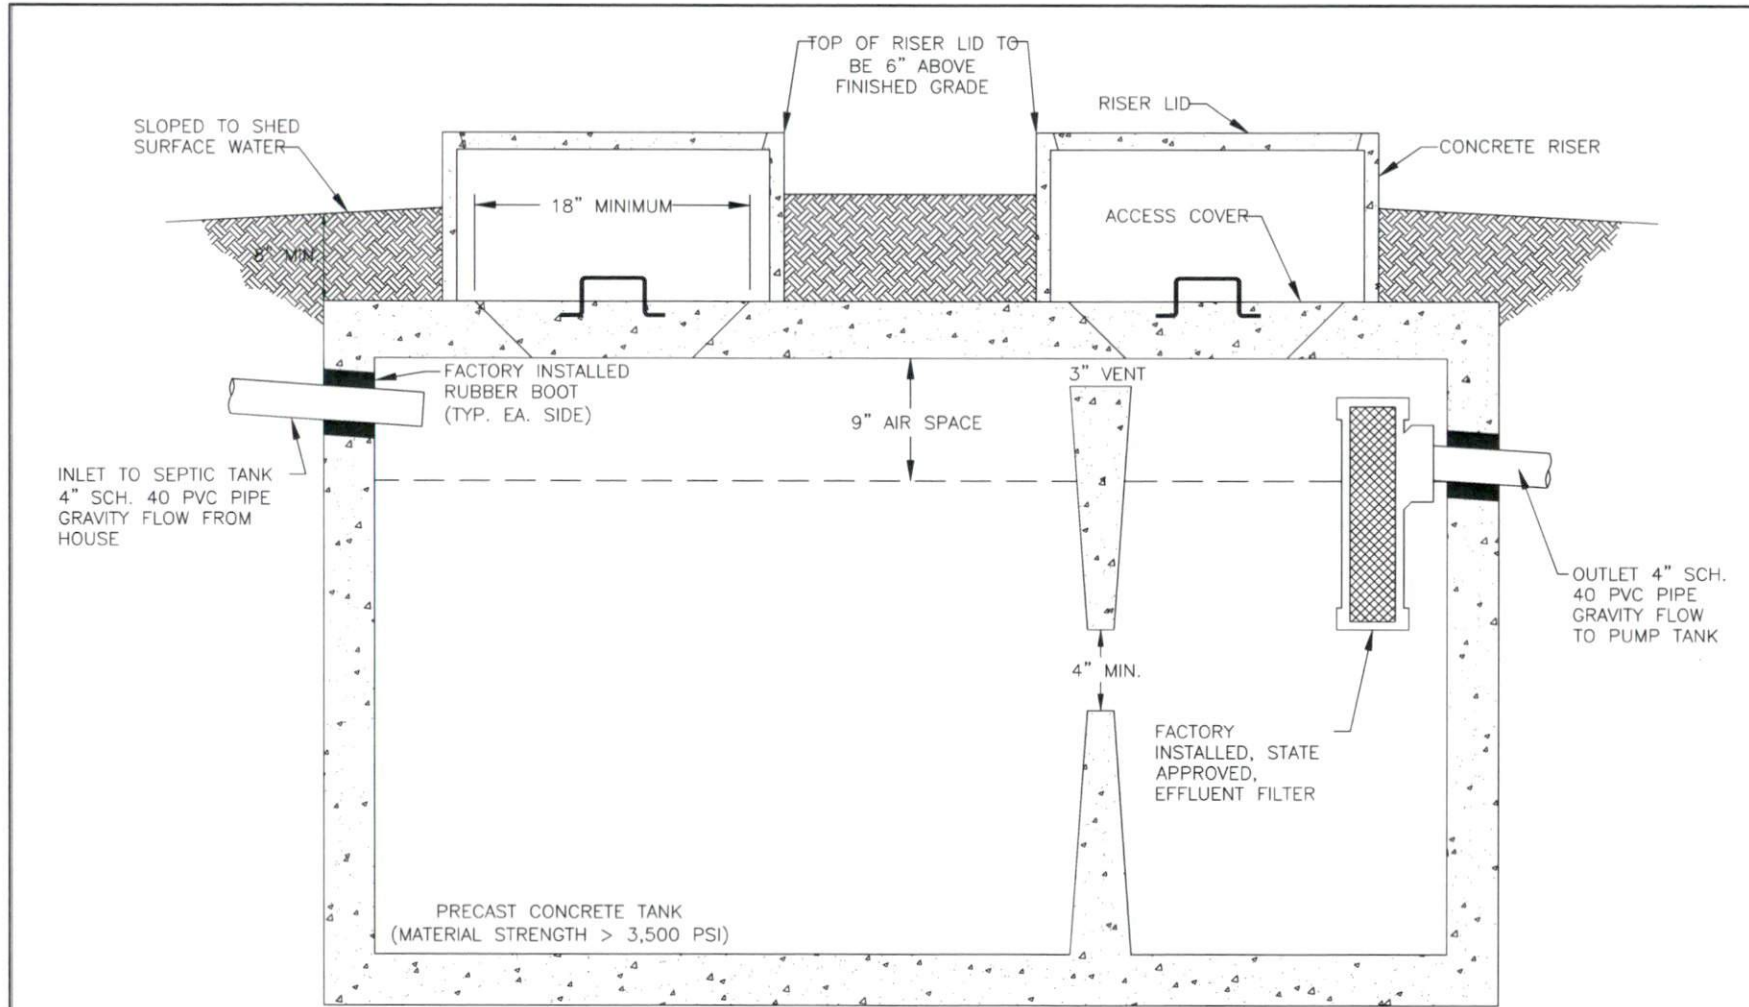 TOP OF RISER LID TO
BE 6" ABOVE
FINISHED GRADE
RISER LID
SLOPED TO SHED
SURFACE WATER
CONCRETE RISER
18" MINIMUM
ACCESS COVER
8" MIN.
FACTORY INSTALLED
RUBBER BOOT
(TYP. EA. SIDE)
3" VENT
9" AIR SPACE
INLET TO SEPTIC TANK
4" SCH. 40 PVC PIPE
GRAVITY FLOW FROM
HOUSE
OUTLET 4" SCH.
40 PVC PIPE
GRAVITY FLOW
TO PUMP TANK
4" MIN.
FACTORY
INSTALLED, STATE
APPROVED,
EFFLUENT FILTER
PRECAST CONCRETE TANK
(MATERIAL STRENGTH > 3,500 PSI)